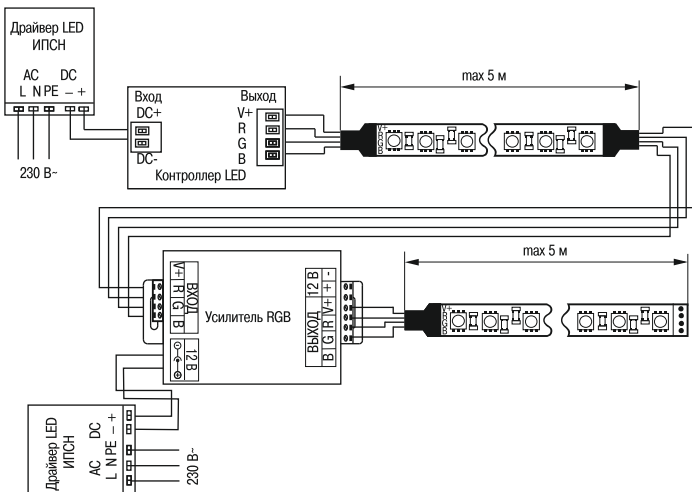 Драйвер LED
ИПСН
AC DC
L N PE – +
230 В~
Вход
DC+
DC-
Выход
V+
R
G
B
Контроллер LED
max 5 м
V+
R
G
B
V+ R G B
ВХОД
12 В
Усилитель RGB
12 В + -
ВЫХОД
B G R V+
max 5 м
V+
R
G
B
Драйвер LED
ИПСН
AC DC
L N PE – +
230 В~